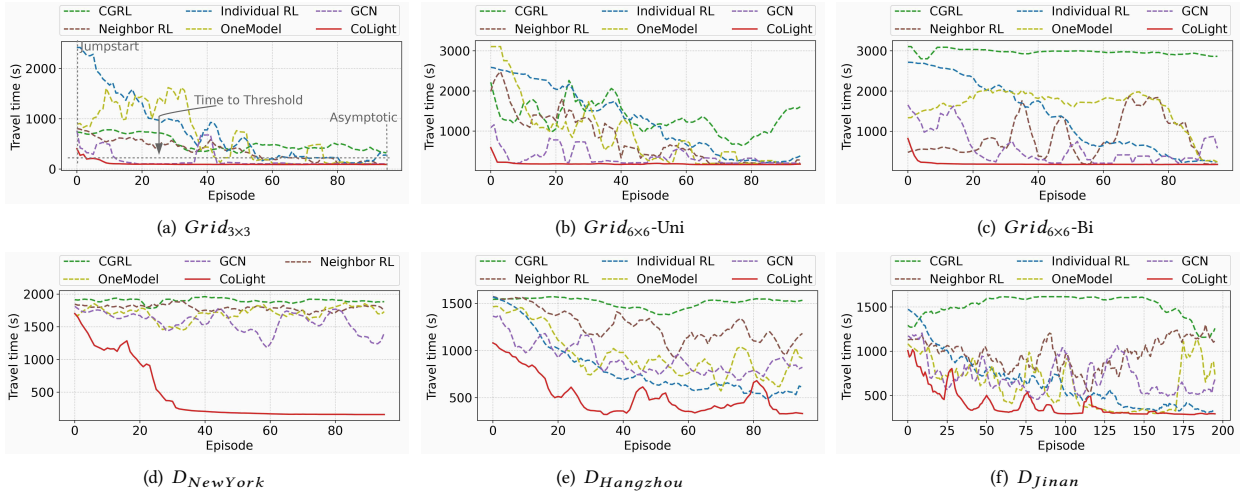 CGRL Individual RL GCN
Neighbor RL OneModel CoLight
Jumpstart
Time to Threshold
Asymptotic
Travel time (s)
2000
1000
0
0 20 40 60 80
Episode
(a) Grid3×3
CGRL Individual RL GCN
Neighbor RL OneModel CoLight
Travel time (s)
3000
2000
1000
0 20 40 60 80
Episode
(b) Grid6×6-Uni
CGRL Individual RL GCN
Neighbor RL OneModel CoLight
Travel time (s)
3000
2000
1000
0 20 40 60 80
Episode
(c) Grid6×6-Bi
CGRL GCN Neighbor RL
OneModel CoLight
Travel time (s)
2000
1500
1000
500
0 20 40 60 80
Episode
(d) DNewYork
CGRL Individual RL GCN
Neighbor RL OneModel CoLight
Travel time (s)
1500
1000
500
0 20 40 60 80
Episode
(e) DHangzhou
CGRL Individual RL GCN
Neighbor RL OneModel CoLight
Travel time (s)
1500
1000
500
0 25 50 75 100 125 150 175 195
Episode
(f) DJinan